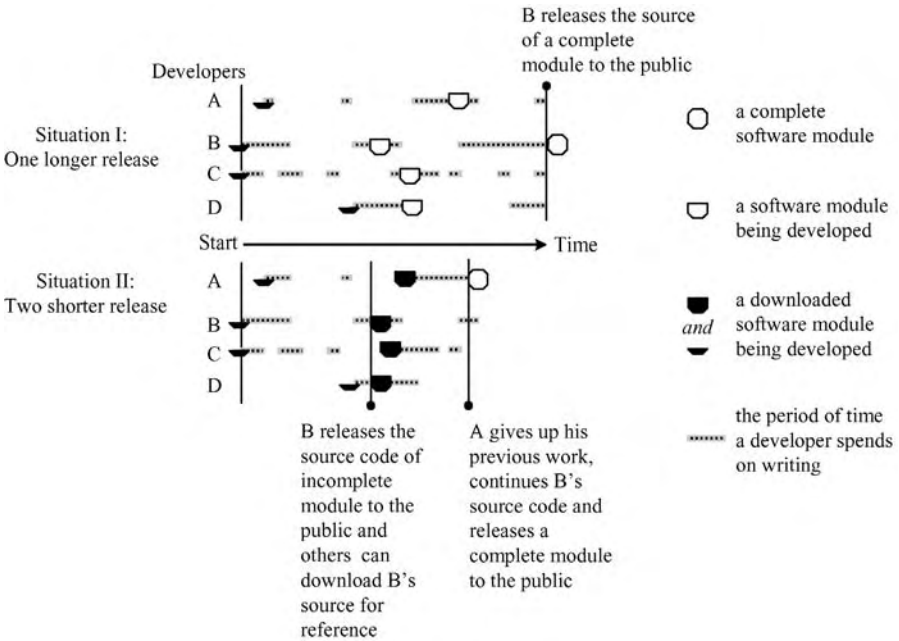 B releases the source
of a complete
module to the public
Developers
A
Situation I:
One longer release
B
C
D
a complete
software module
a software module
being developed
Start
Time
Situation II:
Two shorter release
A
B
C
D
a downloaded
and software module
being developed
the period of time
a developer spends
on writing
B releases the
source code of
incomplete
module to the
public and
others can
download B's
source for
reference
A gives up his
previous work,
continues B's
source code and
releases a
complete module
to the public